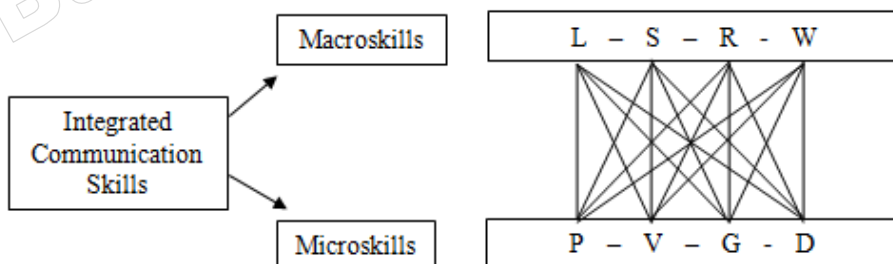 Macroskills
L – S – R - W
Integrated
Communication
Skills
Microskills
P – V – G - D